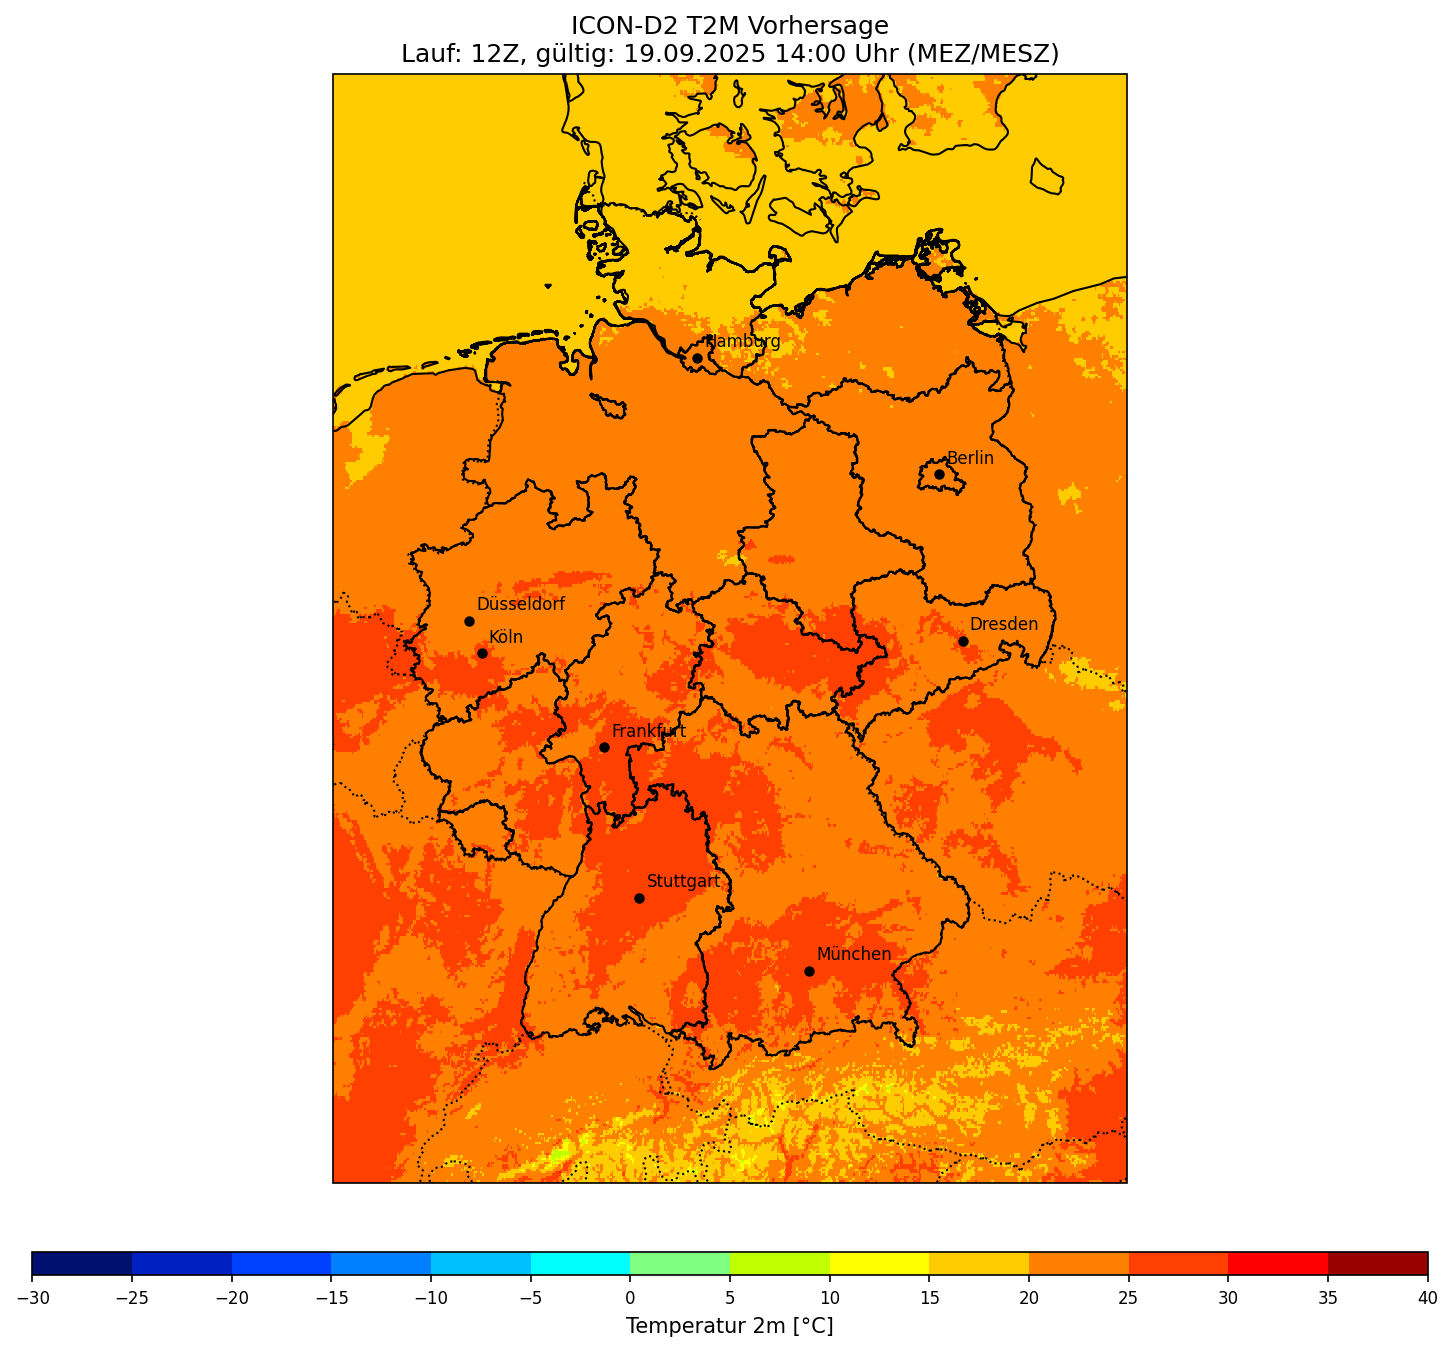 ICON-D2 T2M Vorhersage
Lauf: 12Z, gültig: 19.09.2025 14:00 Uhr (MEZ/MESZ)
Hamburg
Berlin
Düsseldorf
Dresden
Köln
Frankfurt
Stuttgart
München
−30 −25 −20 −15 −10 −5 0 5 10 15 20 25 30 35 40
Temperatur 2m [°C]